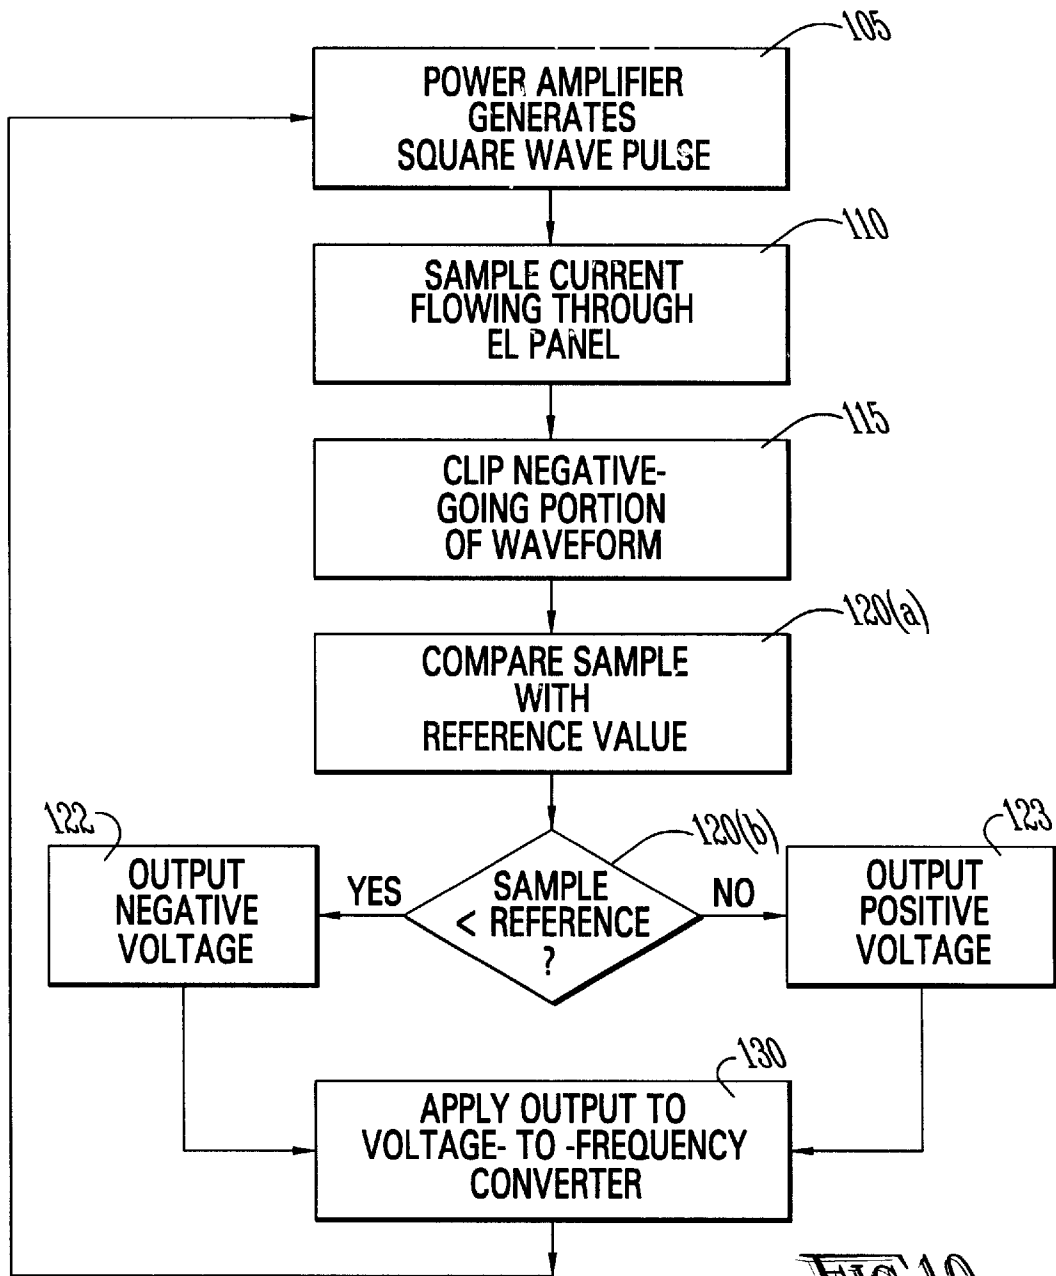 105
POWER AMPLIFIER
GENERATES
SQUARE WAVE PULSE
110
SAMPLE CURRENT
FLOWING THROUGH
EL PANEL
115
CLIP NEGATIVE-
GOING PORTION
OF WAVEFORM
120(a)
COMPARE SAMPLE
WITH
REFERENCE VALUE
122
OUTPUT
NEGATIVE
VOLTAGE
YES
120(b)
SAMPLE
< REFERENCE
?
NO
123
OUTPUT
POSITIVE
VOLTAGE
130
APPLY OUTPUT TO
VOLTAGE- TO -FREQUENCY
CONVERTER
FIG 10